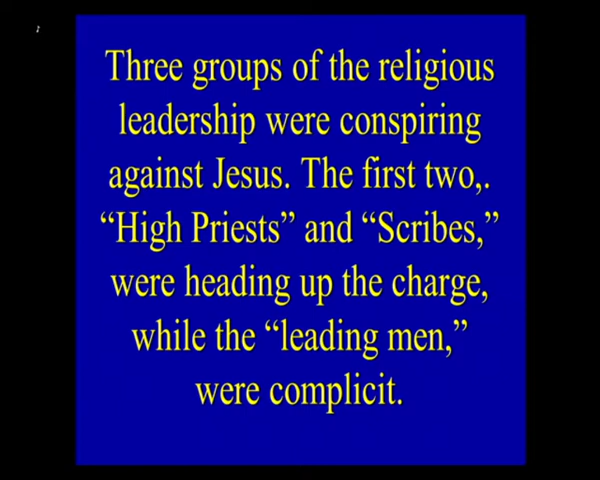 Three groups of the religious
leadership were conspiring
against Jesus. The first two,.
“High Priests” and “Scribes,”
were heading up the charge,
while the “leading men,”
were complicit.